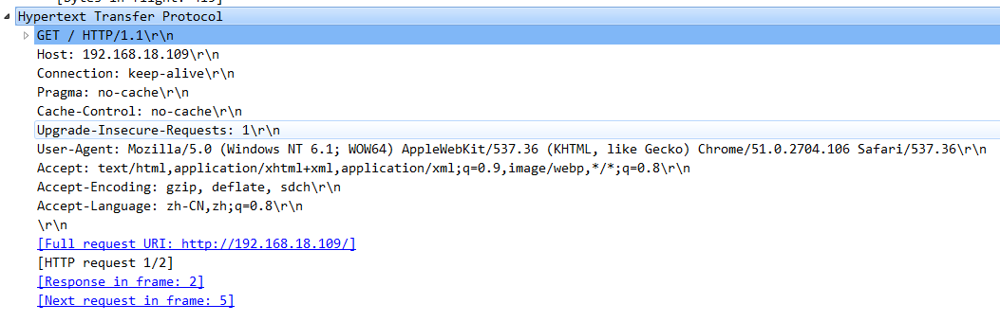 [Bytes in flight: 415]
Hypertext Transfer Protocol
GET / HTTP/1.1\r\n
Host: 192.168.18.109\r\n
Connection: keep-alive\r\n
Pragma: no-cache\r\n
Cache-Control: no-cache\r\n
Upgrade-Insecure-Requests: 1\r\n
User-Agent: Mozilla/5.0 (Windows NT 6.1; WOW64) AppleWebKit/537.36 (KHTML, like Gecko) Chrome/51.0.2704.106 Safari/537.36\r\n
Accept: text/html,application/xhtml+xml,application/xml;q=0.9,image/webp,*/*;q=0.8\r\n
Accept-Encoding: gzip, deflate, sdch\r\n
Accept-Language: zh-CN,zh;q=0.8\r\n
\r\n
[Full request URI: http://192.168.18.109/]
[HTTP request 1/2]
[Response in frame: 2]
[Next request in frame: 5]